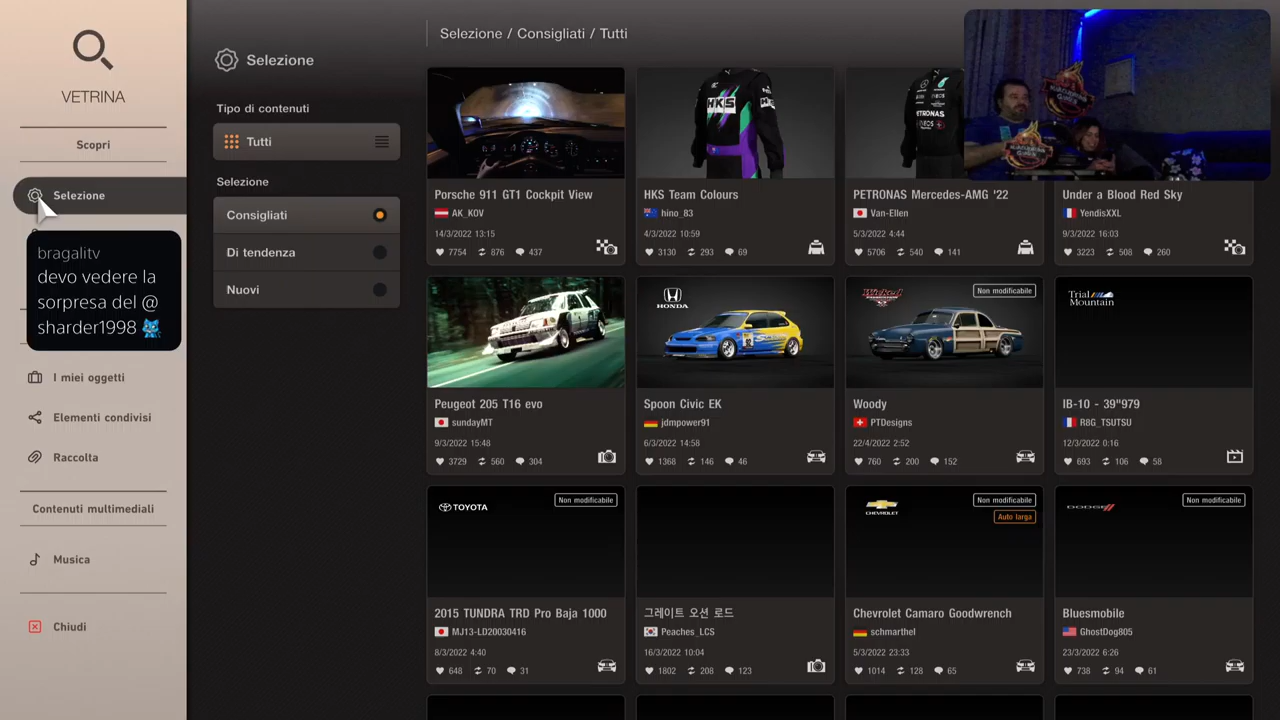 VETRINA
Scopri
Selezione
bragalitv
devo vedere la
sorpresa del @
sharder1998
I miei oggetti
Elementi condivisi
Raccolta
Contenuti multimediali
Musica
Chiudi
Selezione
Tipo di contenuti
Tutti
Selezione
Consigliati
Di tendenza
Nuovi
Selezione / Consigliati / Tutti
Porsche 911 GT1 Cockpit View
AK_KOV
14/3/2022 13:15
7754 876 437
HKS
HKS Team Colours
hino_83
4/3/2022 10:59
3130 293 69
PETRONAS Mercedes-AMG '22
Van-Ellen
5/3/2022 4:44
5706 540 141
Under a Blood Red Sky
YendisXXL
9/3/2022 16:03
3223 508 260
Peugeot 205 T16 evo
sundayMT
9/3/2022 15:48
3729 560 304
HONDA
Spoon Civic EK
jdmpower91
6/3/2022 14:58
1368 146 46
Wicked
Non modificabile
Woody
PTDesigns
22/4/2022 2:52
760 200 152
Trial
Mountain
IB-10 - 39"979
R8G_TSUTSU
12/3/2022 0:16
693 106 58
TOYOTA
Non modificabile
2015 TUNDRA TRD Pro Baja 1000
MJ13-LD20030416
8/3/2022 4:40
648 70 31
그레이트 오션 로드
Peaches_LCS
16/3/2022 10:04
1802 208 123
CHEVROLET
Non modificabile
Auto larga
Chevrolet Camaro Goodwrench
schmarthel
5/3/2022 23:33
1014 128 65
DODGE
Non modificabile
Bluesmobile
GhostDog805
23/3/2022 6:26
738 94 61